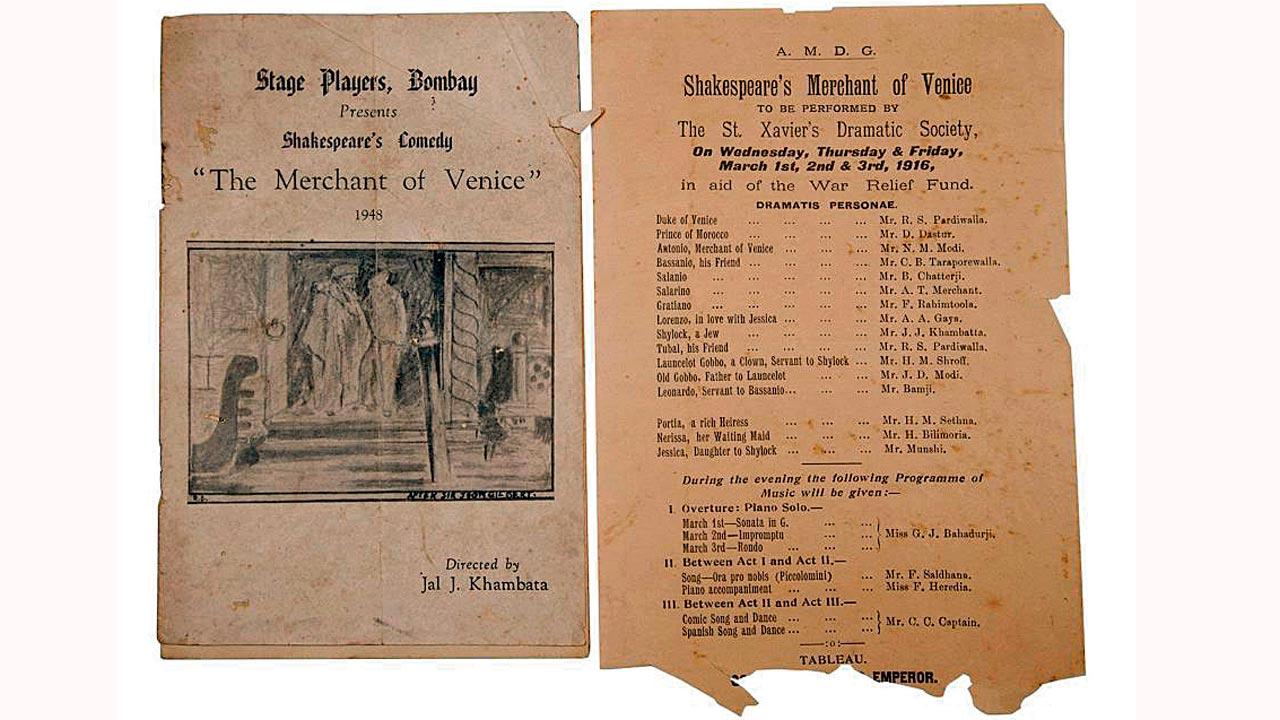 Stage Players, Bombay
Presents
Shakespeare's Comedy
"The Merchant of Venice"
1948
AFTER SIR JOHN GILBERT.
Directed by
Jal J. Khambata
A. M. D. G.
Shakespeare's Merchant of Venice
TO BE PERFORMED BY
The St. Xavier's Dramatic Society,
On Wednesday, Thursday & Friday,
March 1st, 2nd & 3rd, 1916,
in aid of the War Relief Fund.
DRAMATIS PERSONAE.
Duke of Venice ... ... ... ... Mr. R. S. Pardiwalla.
Prince of Morocco ... ... ... ... Mr. D. Dastur.
Antonio, Merchant of Venice ... ... ... Mr. N. M. Modi.
Bassanio, his Friend ... ... ... ... Mr. C. B. Taraporewalla.
Salanio ... ... ... ... ... Mr. B. Chatterji.
Salarino ... ... ... ... Mr. A. T. Merchant.
Gratiano ... ... ... ... ... Mr. F. Rahimtoola.
Lorenzo, in love with Jessica ... ... ... Mr. A. A. Gaya.
Shylock, a Jew ... ... ... ... Mr. J. J. Khambatta.
Tubal, his Friend ... ... ... ... Mr. R. S. Pardiwalla.
Launcelot Gobbo, a Clown, Servant to Shylock ... Mr. H. M. Shroff.
Old Gobbo, Father to Launcelot ... ... Mr. J. D. Modi.
Leonardo, Servant to Bassanio... ... ... Mr. Bamji.
Portia, a rich Heiress ... ... ... Mr. H. M. Sethna.
Nerissa, her Waiting Maid ... ... ... Mr. H. Bilimoria.
Jessica, Daughter to Shylock ... ... ... Mr. Munshi.
During the evening the following Programme of
Music will be given:—
I. Overture: Piano Solo.—
March 1st—Sonata in G. ... ...
March 2nd—Impromptu ... ... Miss G. J. Bahadurji.
March 3rd—Rondo ... ... ...
II. Between Act I and Act II.—
Song—Ora pro nobis (Piccolomini) ... Mr. F. Saldhana.
Piano accompaniment ... ... ... Miss F. Heredia.
III. Between Act II and Act III.—
Comic Song and Dance ... ... ... Mr. C. C. Captain.
Spanish Song and Dance ... ... ...
—:o:—
TABLEAU.
EMPEROR.